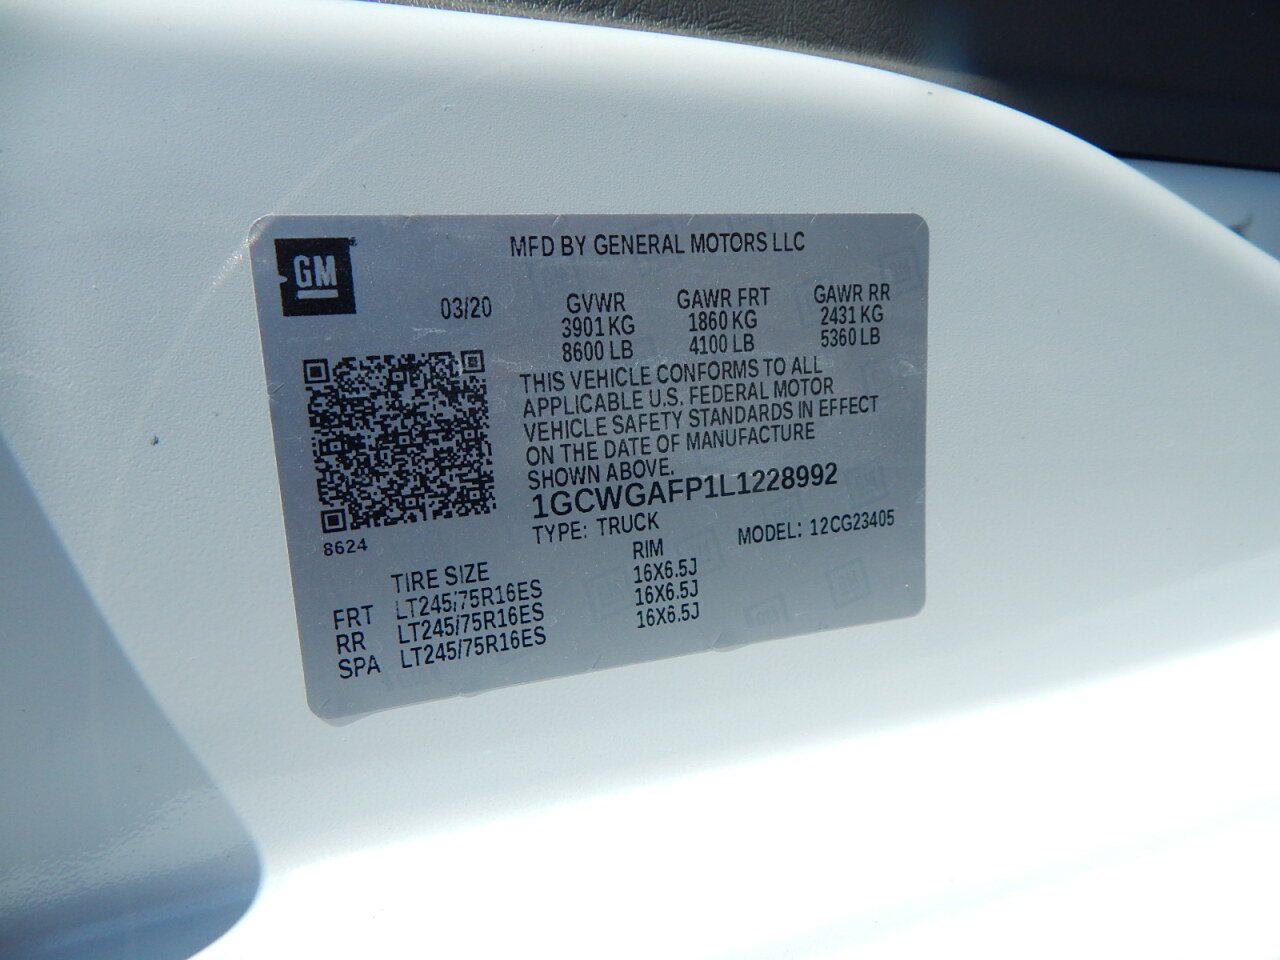 GM
MFD BY GENERAL MOTORS LLC
03/20
GVWR GAWR FRT GAWR RR
3901 KG 1860 KG 2431 KG
8600 LB 4100 LB 5360 LB
THIS VEHICLE CONFORMS TO ALL
APPLICABLE U.S. FEDERAL MOTOR
VEHICLE SAFETY STANDARDS IN EFFECT
ON THE DATE OF MANUFACTURE
SHOWN ABOVE.
1GCWGAFP1L1228992
8624
TYPE: TRUCK MODEL: 12CG23405
TIRE SIZE RIM
FRT LT245/75R16ES 16X6.5J
RR LT245/75R16ES 16X6.5J
SPA LT245/75R16ES 16X6.5J